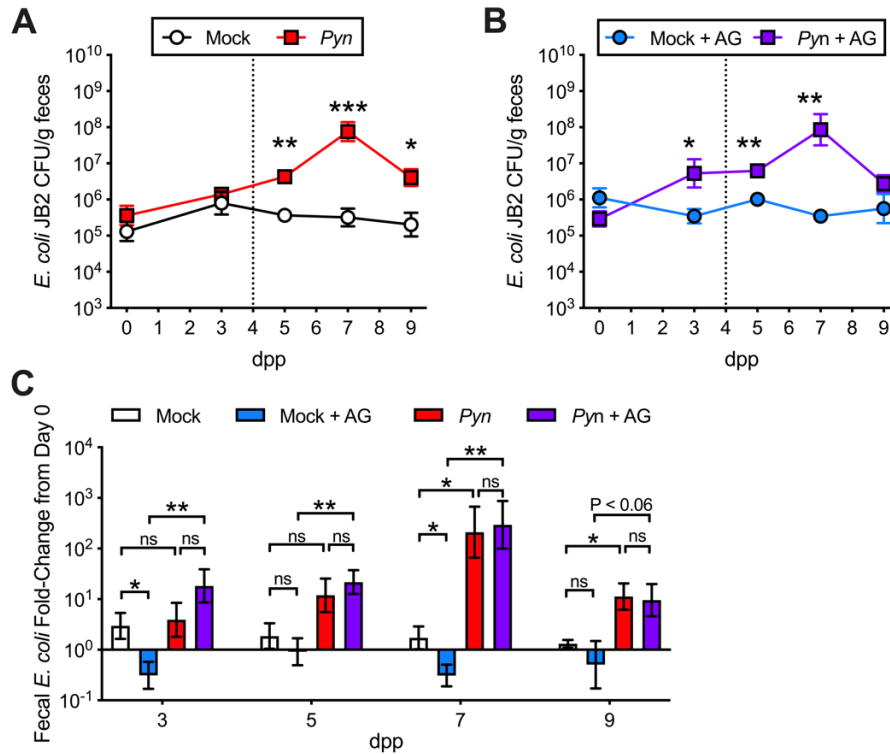 A
Mock Pyn
E. coli JB2 CFU/g feces
10^10
10^9
10^8
10^7
10^6
10^5
10^4
10^3
** *** *
0 1 2 3 4 5 6 7 8 9
dpp
B
Mock + AG Pyn + AG
E. coli JB2 CFU/g feces
10^10
10^9
10^8
10^7
10^6
10^5
10^4
10^3
* ** **
0 1 2 3 4 5 6 7 8 9
dpp
C
Mock Mock + AG Pyn Pyn + AG
Fecal E. coli Fold-Change from Day 0
10^4
10^3
10^2
10^1
10^0
10^-1
**
ns ns
*
**
ns ns
ns
**
* ns
*
P < 0.06
* ns
ns
3 5 7 9
dpp